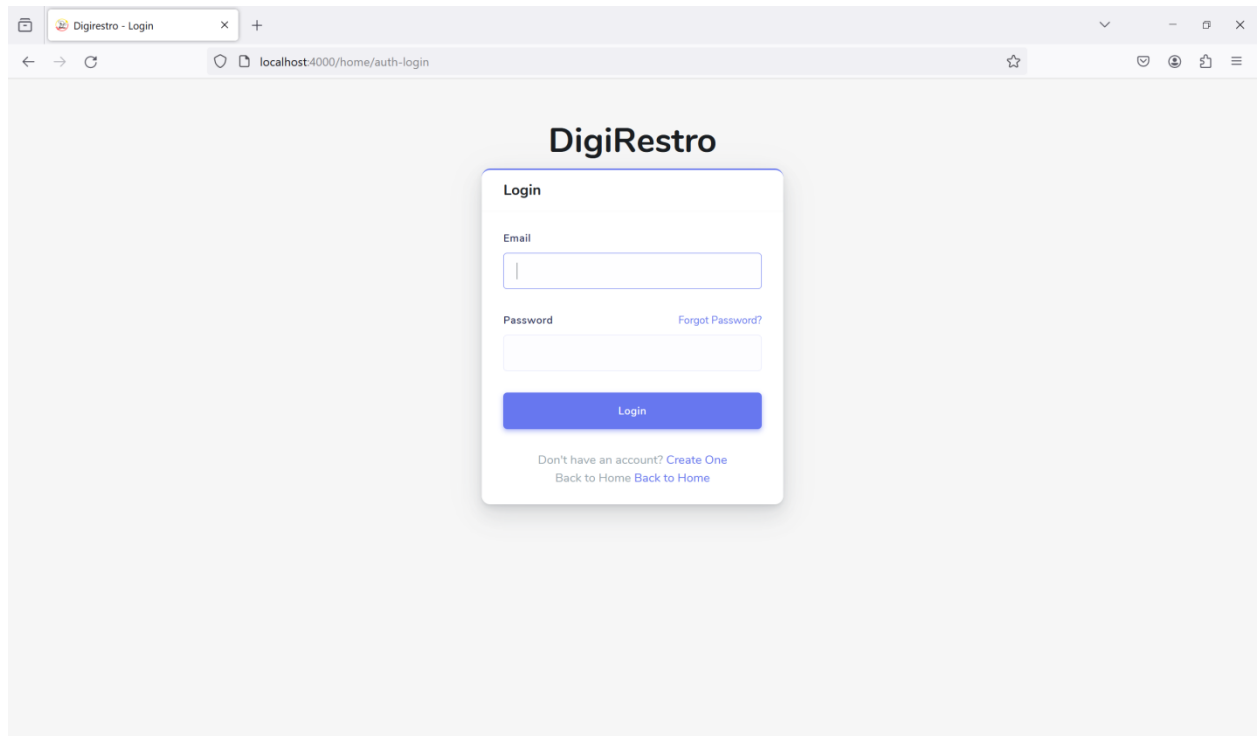 Digirestro - Login
localhost:4000/home/auth-login
DigiRestro
Login
Email
Password Forgot Password?
Login
Don't have an account? Create One
Back to Home Back to Home